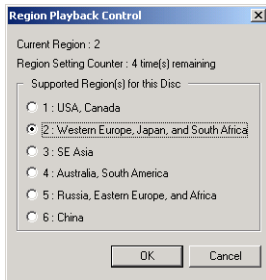 Region Playback Control
Current Region : 2
Region Setting Counter : 4 time(s) remaining
Supported Region(s) for this Disc
1 : USA, Canada
2 : Western Europe, Japan, and South Africa
3 : SE Asia
4 : Australia, South America
5 : Russia, Eastern Europe, and Africa
6 : China
OK Cancel